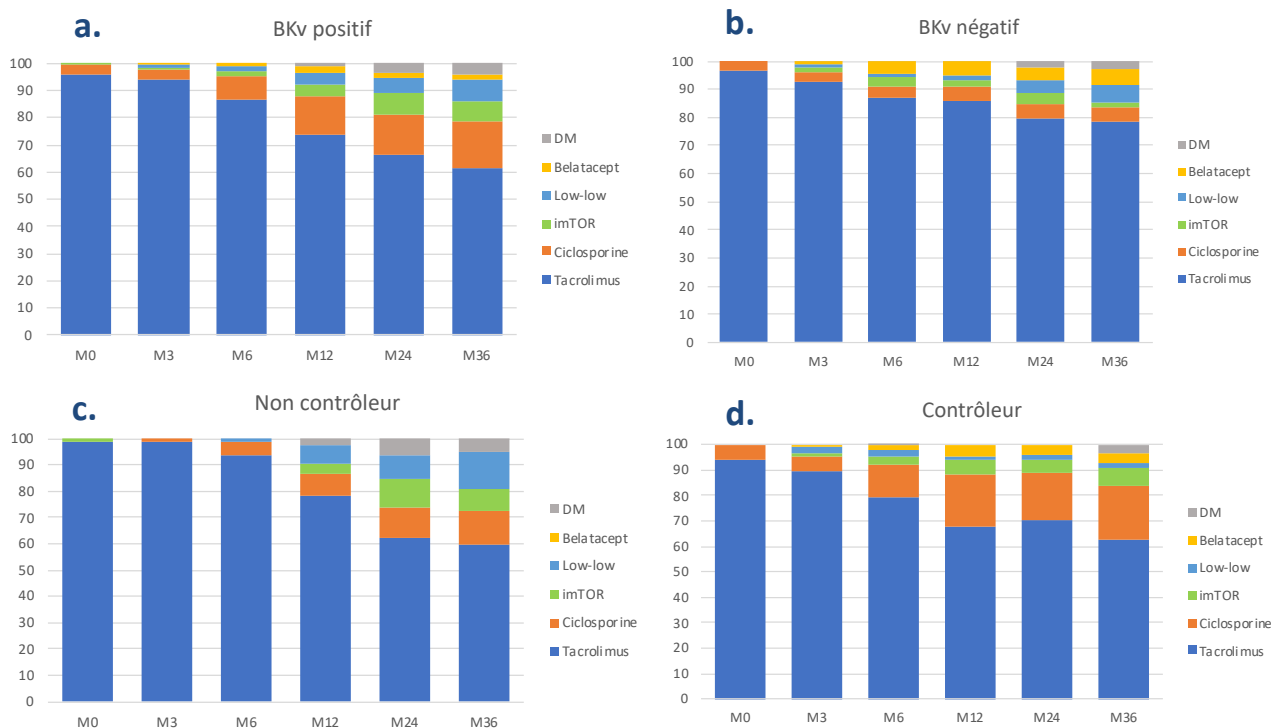 a.
BKv positif
100
90
80
70
60
50
40
30
20
10
0
M0 M3 M6 M12 M24 M36
DM
Belatacept
Low-low
imTOR
Ciclosporine
Tacrolimus
b.
BKv négatif
100
90
80
70
60
50
40
30
20
10
0
M0 M3 M6 M12 M24 M36
DM
Belatacept
Low-low
imTOR
Ciclosporine
Tacrolimus
c.
Non contrôleur
100
90
80
70
60
50
40
30
20
10
0
M0 M3 M6 M12 M24 M36
DM
Belatacept
Low-low
imTOR
Ciclosporine
Tacrolimus
d.
Contrôleur
100
90
80
70
60
50
40
30
20
10
0
M0 M3 M6 M12 M24 M36
DM
Belatacept
Low-low
imTOR
Ciclosporine
Tacrolimus